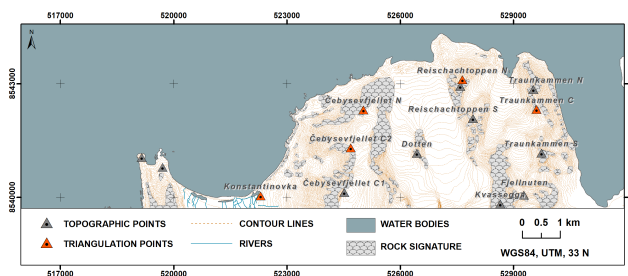 517000 520000 523000 526000 529000
N
8543000 8543000
Reischachtoppen N
Traunkammen N
Čebysevfjellet N
Traunkammen C
Reischachtoppen S
Čebysevfjellet C2
Dotten
Traunkammen S
Konstantinovka
Čebysevfjellet C1
Fjellnuten
Kvassegga
8540000 8540000
TOPOGRAPHIC POINTS CONTOUR LINES WATER BODIES 0 0.5 1 km
TRIANGULATION POINTS RIVERS ROCK SIGNATURE
WGS84, UTM, 33 N
517000 520000 523000 526000 529000